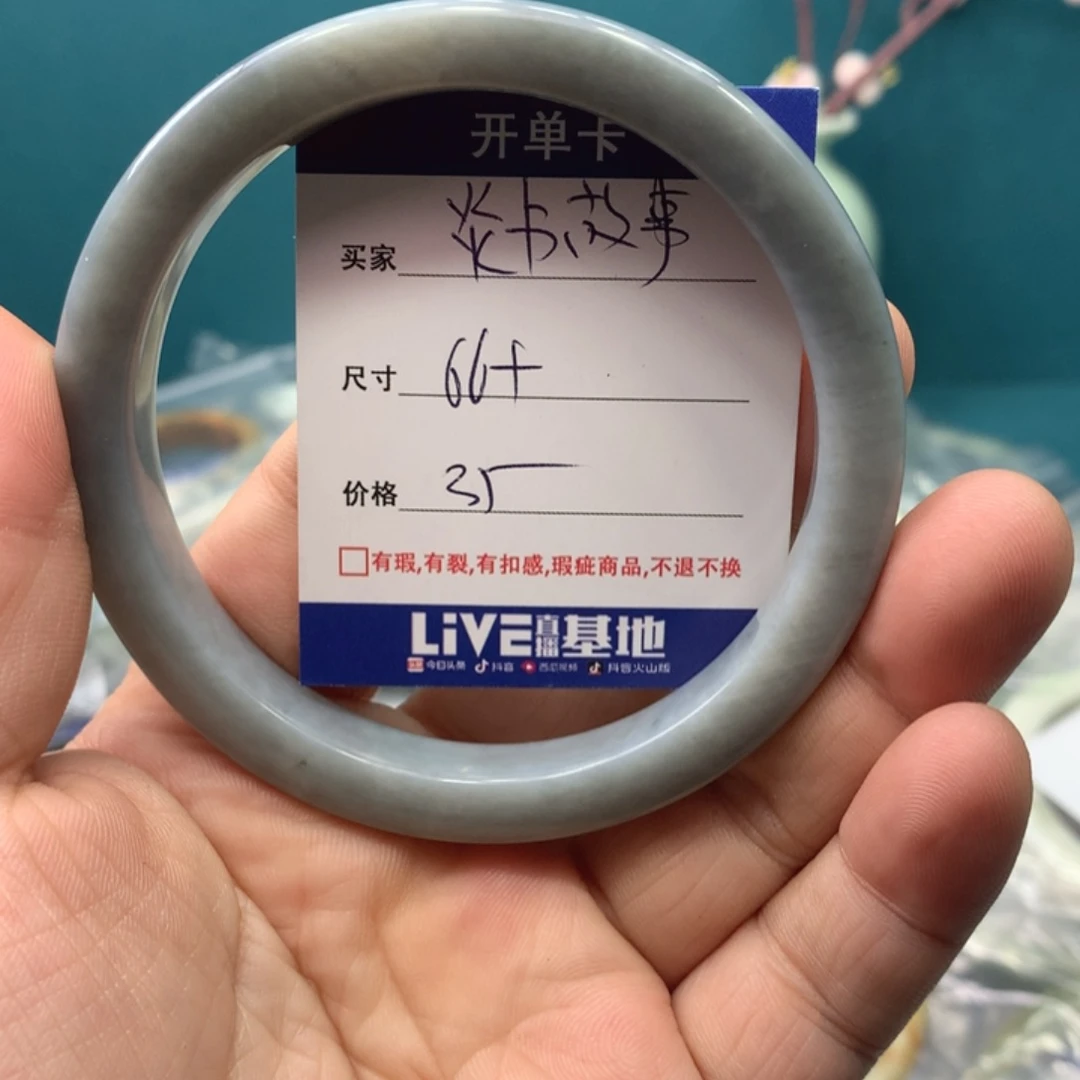 开单卡
买家 炎卡故事
尺寸 66+
价格 35
有瑕,有裂,有扣感,瑕疵商品,不退不换
LiVE直播基地
今日头条 抖音 西瓜视频 抖音火山版